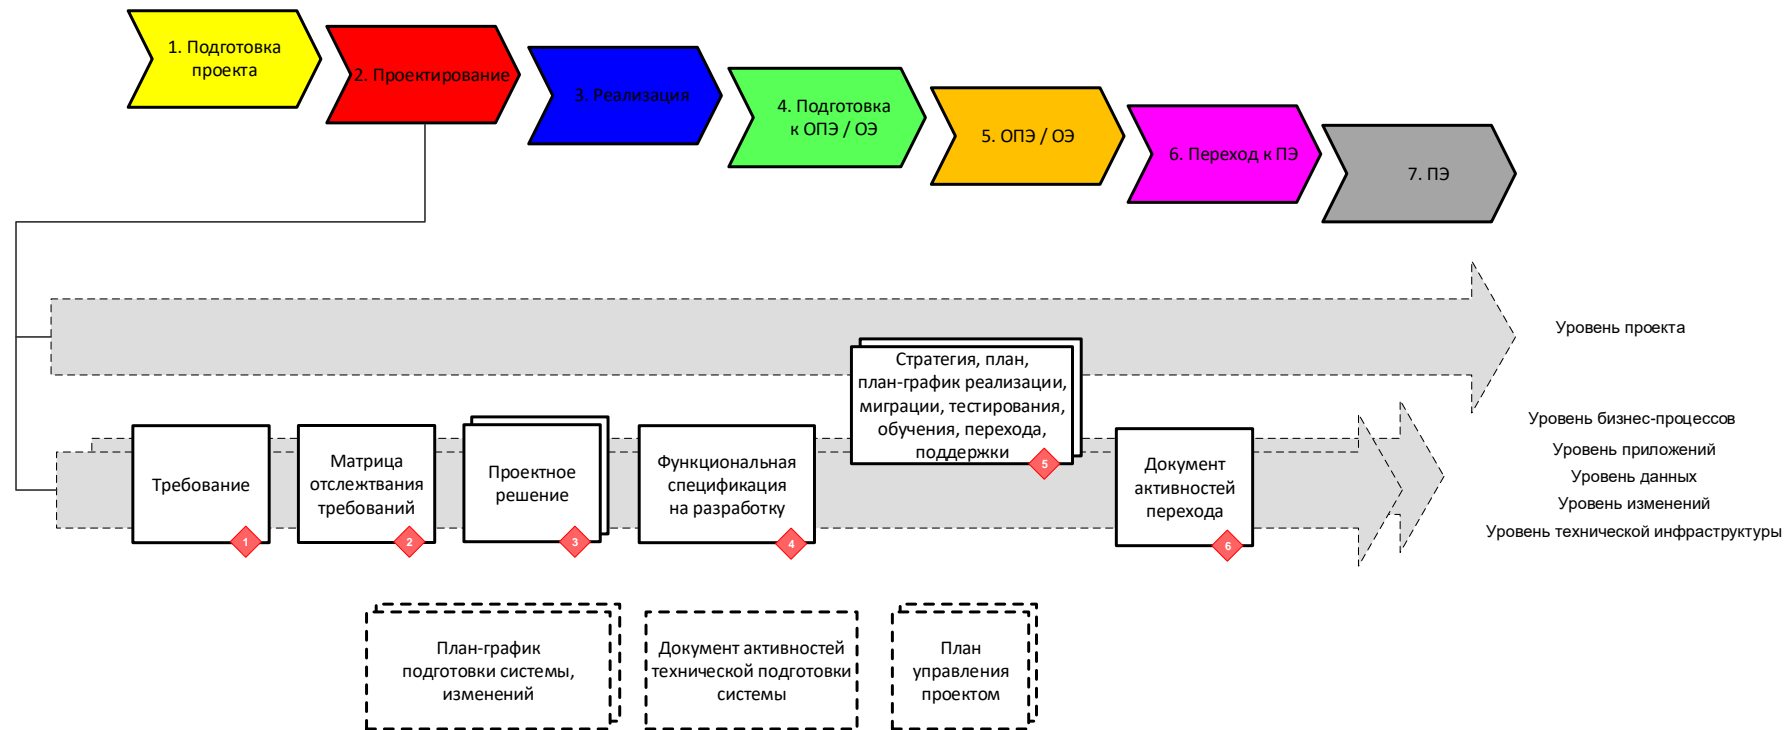 1. Подготовка
проекта
2. Проектирование
3. Реализация
4. Подготовка
к ОПЭ / ОЭ
5. ОПЭ / ОЭ
6. Переход к ПЭ
7. ПЭ
Уровень проекта
Стратегия, план,
план-график реализации,
миграции, тестирования,
обучения, перехода,
поддержки
5
Требование
1
Матрица
отслежтвания
требований
2
Проектное
решение
3
Функциональная
спецификация
на разработку
4
Документ
активностей
перехода
6
Уровень бизнес-процессов
Уровень приложений
Уровень данных
Уровень изменений
Уровень технической инфраструктуры
План-график
подготовки системы,
изменений
Документ активностей
технической подготовки
системы
План
управления
проектом